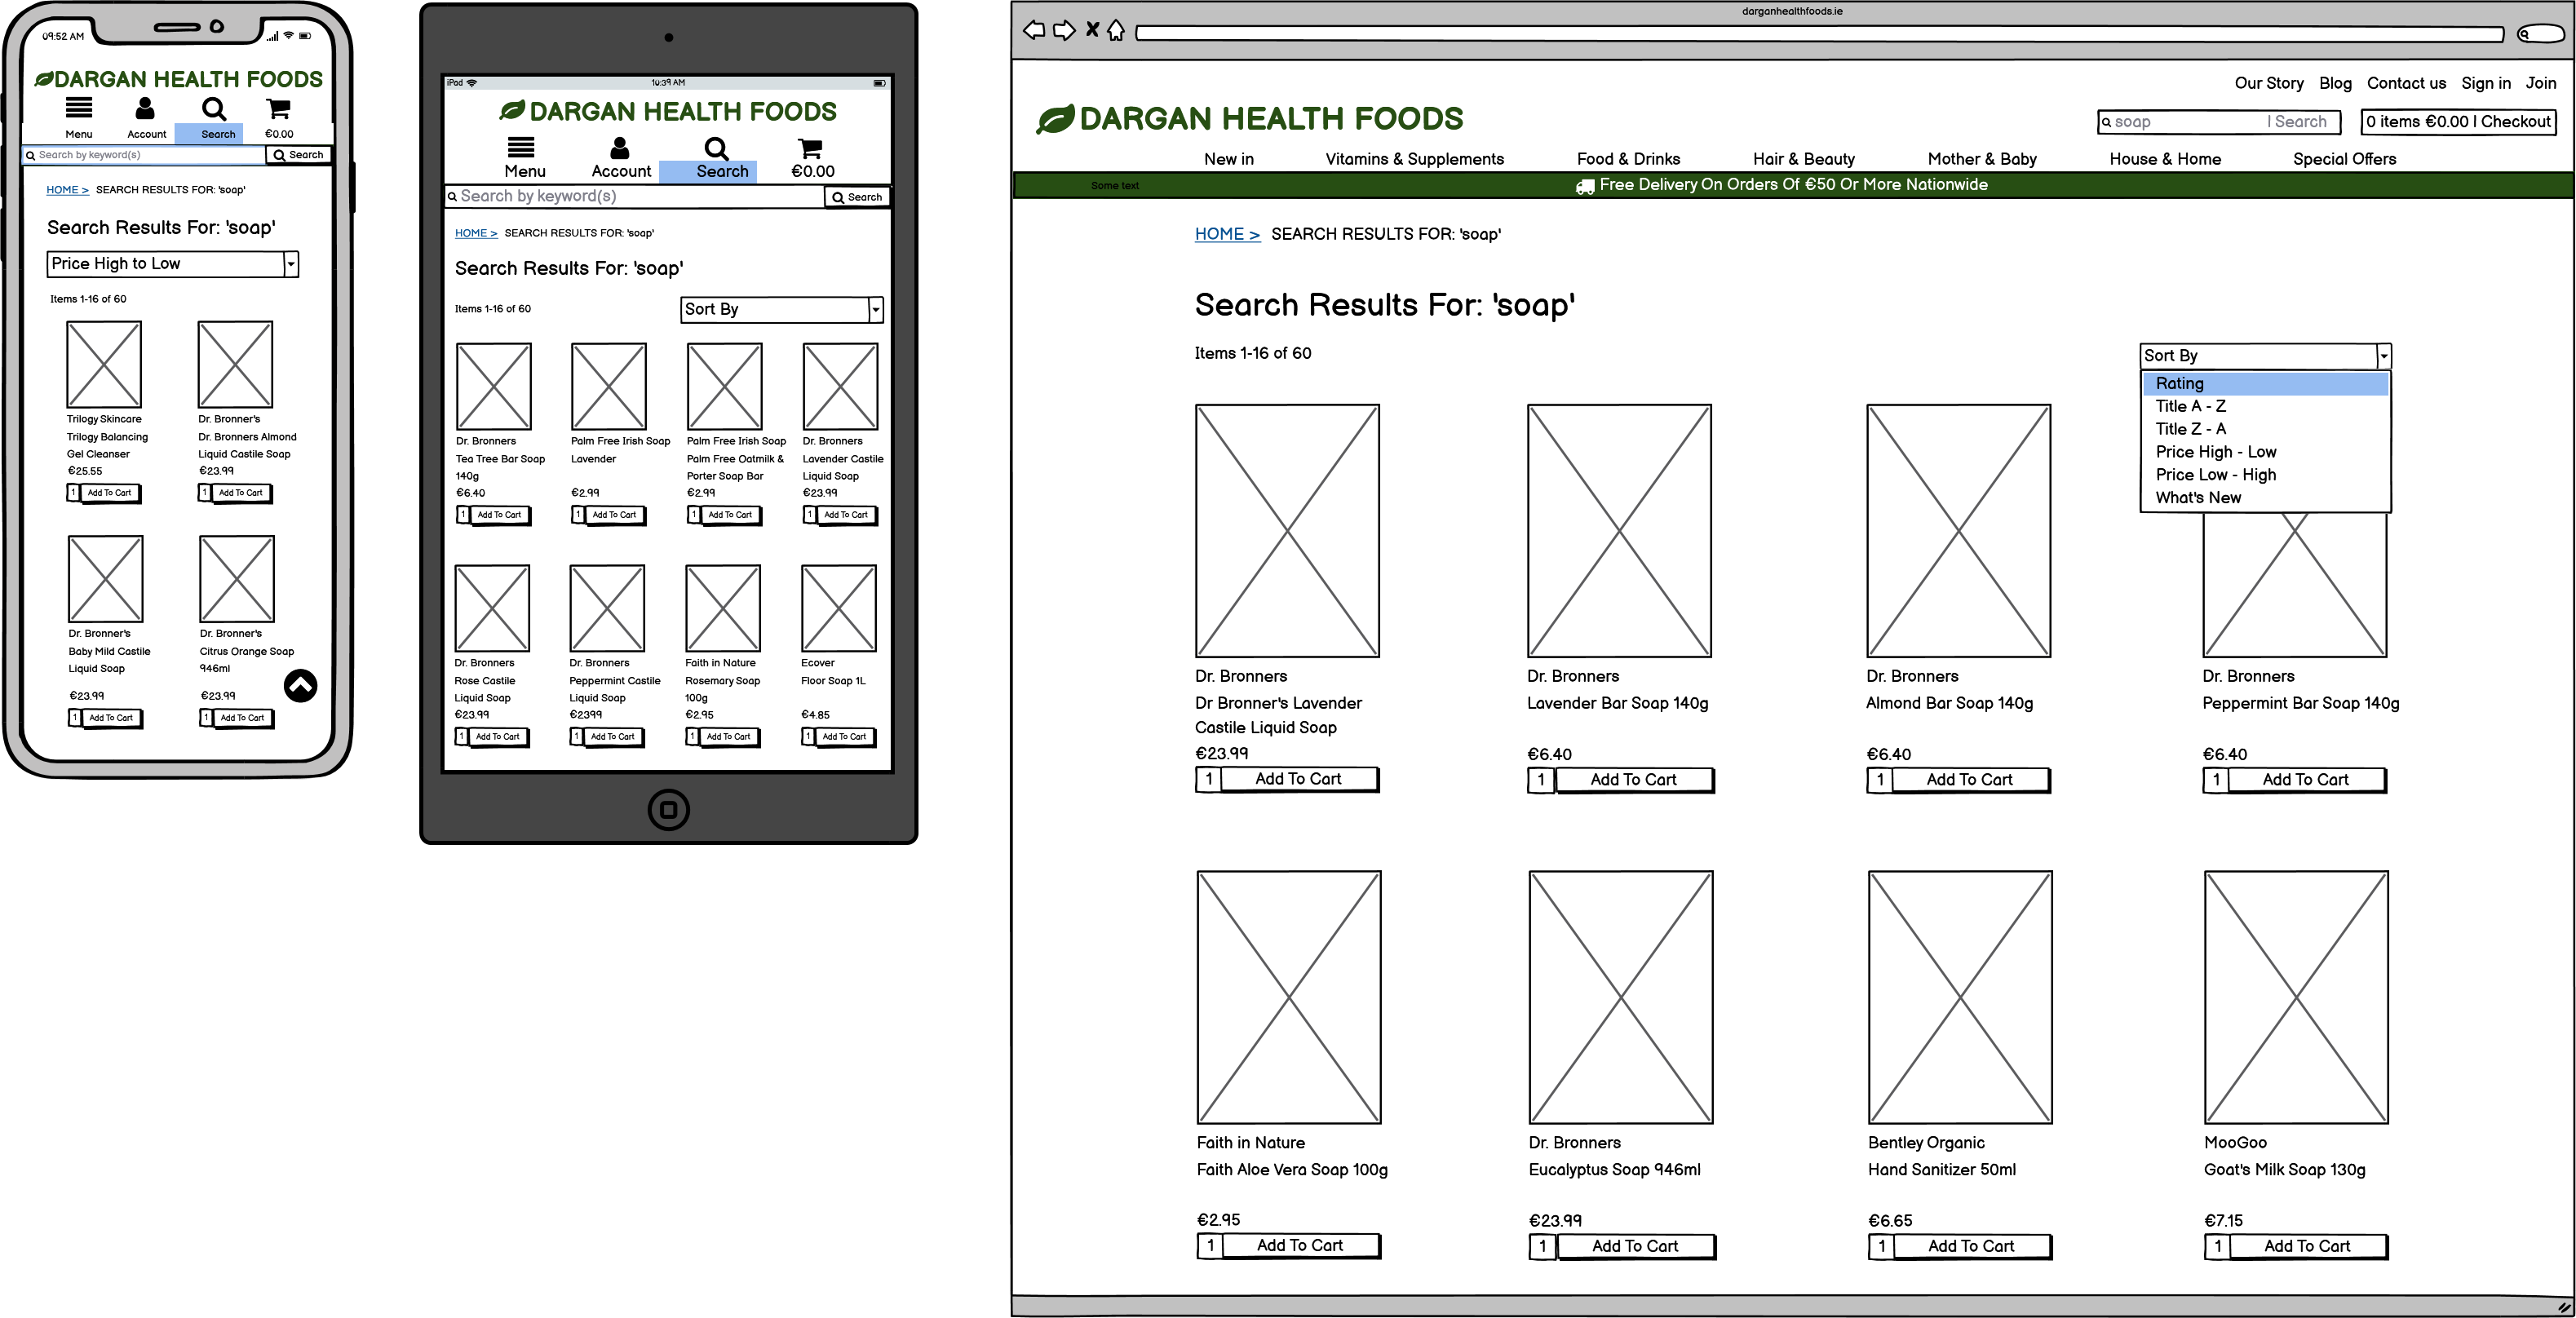 09:52 AM
DARGAN HEALTH FOODS
Menu Account Search €0.00
Search by keyword(s) Search
HOME > SEARCH RESULTS FOR: 'soap'
Search Results For: 'soap'
Price High to Low
Items 1-16 of 60
Trilogy Skincare
Trilogy Balancing
Gel Cleanser
€25.55
1 Add To Cart
Dr. Bronner's
Dr. Bronners Almond
Liquid Castile Soap
€23.99
1 Add To Cart
Dr. Bronner's
Baby Mild Castile
Liquid Soap
€23.99
1 Add To Cart
Dr. Bronner's
Citrus Orange Soap
946ml
€23.99
1 Add To Cart
iPad 10:39 AM
DARGAN HEALTH FOODS
Menu Account Search €0.00
Search by keyword(s) Search
HOME > SEARCH RESULTS FOR: 'soap'
Search Results For: 'soap'
Items 1-16 of 60 Sort By
Dr. Bronners
Tea Tree Bar Soap
140g
€6.40
1 Add To Cart
Palm Free Irish Soap
Lavender
€2.99
1 Add To Cart
Palm Free Irish Soap
Palm Free Oatmilk &
Porter Soap Bar
€2.99
1 Add To Cart
Dr. Bronners
Lavender Castile
Liquid Soap
€23.99
1 Add To Cart
Dr. Bronners
Rose Castile
Liquid Soap
€23.99
1 Add To Cart
Dr. Bronners
Peppermint Castile
Liquid Soap
€2399
1 Add To Cart
Faith in Nature
Rosemary Soap
100g
€2.95
1 Add To Cart
Ecover
Floor Soap 1L
€4.85
1 Add To Cart
darganhealthfoods.ie
Our Story Blog Contact us Sign in Join
DARGAN HEALTH FOODS
soap | Search 0 items €0.00 | Checkout
New in Vitamins & Supplements Food & Drinks Hair & Beauty Mother & Baby House & Home Special Offers
Some text Free Delivery On Orders Of €50 Or More Nationwide
HOME > SEARCH RESULTS FOR: 'soap'
Search Results For: 'soap'
Items 1-16 of 60
Sort By
Rating
Title A - Z
Title Z - A
Price High - Low
Price Low - High
What's New
Dr. Bronners
Dr Bronner's Lavender
Castile Liquid Soap
€23.99
1 Add To Cart
Dr. Bronners
Lavender Bar Soap 140g
€6.40
1 Add To Cart
Dr. Bronners
Almond Bar Soap 140g
€6.40
1 Add To Cart
Dr. Bronners
Peppermint Bar Soap 140g
€6.40
1 Add To Cart
Faith in Nature
Faith Aloe Vera Soap 100g
€2.95
1 Add To Cart
Dr. Bronners
Eucalyptus Soap 946ml
€23.99
1 Add To Cart
Bentley Organic
Hand Sanitizer 50ml
€6.65
1 Add To Cart
MooGoo
Goat's Milk Soap 130g
€7.15
1 Add To Cart